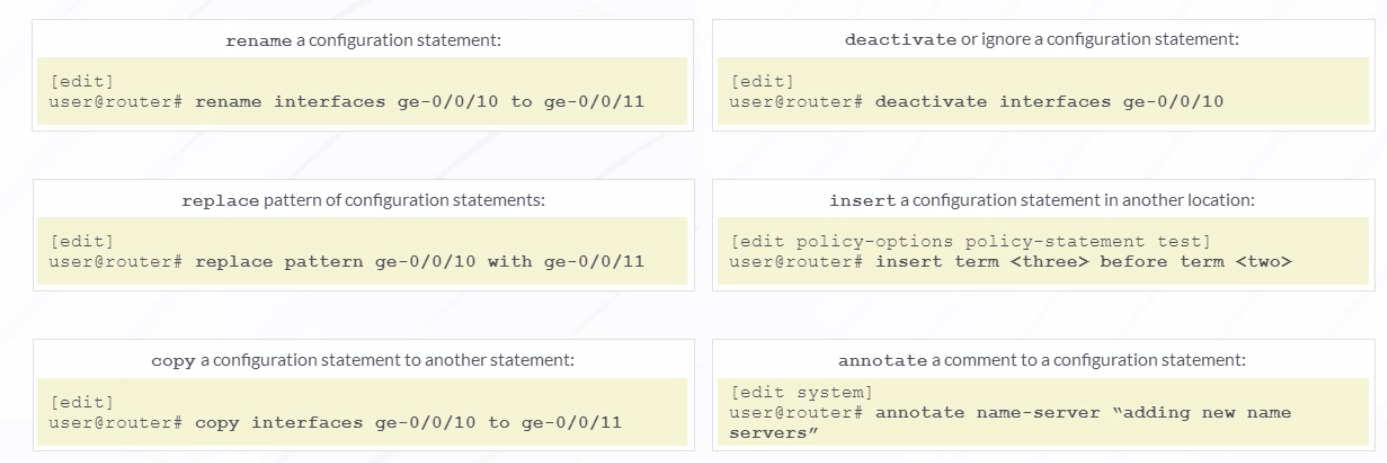 rename a configuration statement:
[edit]
user@router# rename interfaces ge-0/0/10 to ge-0/0/11
deactivate or ignore a configuration statement:
[edit]
user@router# deactivate interfaces ge-0/0/10
replace pattern of configuration statements:
[edit]
user@router# replace pattern ge-0/0/10 with ge-0/0/11
insert a configuration statement in another location:
[edit policy-options policy-statement test]
user@router# insert term <three> before term <two>
copy a configuration statement to another statement:
[edit]
user@router# copy interfaces ge-0/0/10 to ge-0/0/11
annotate a comment to a configuration statement:
[edit system]
user@router# annotate name-server “adding new name
servers”